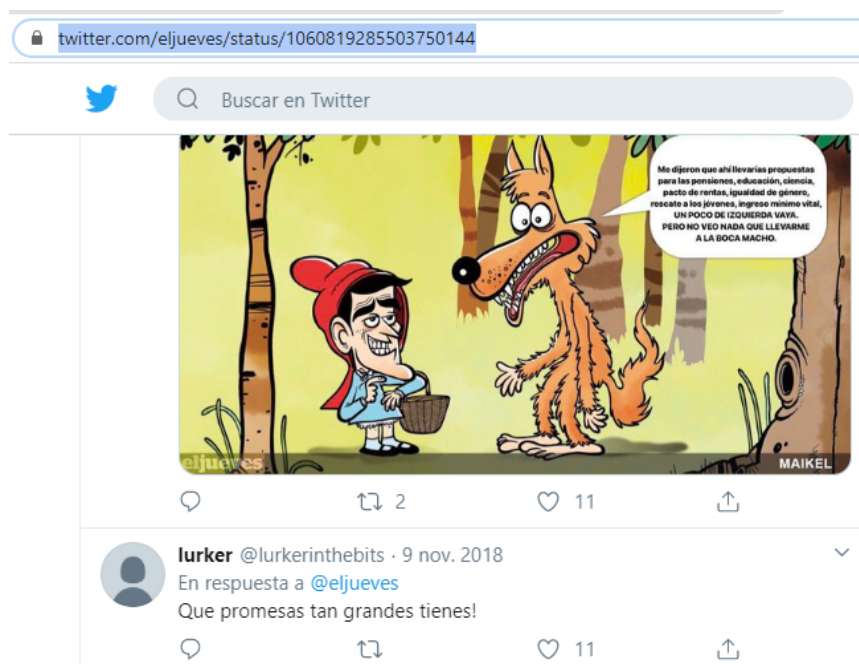 twitter.com/eljueves/status/1060819285503750144
Buscar en Twitter
Me dijeron que ahí llevarías propuestas
para las pensiones, educación, ciencia,
pacto de rentas, igualdad de género,
rescate a los jóvenes, ingreso mínimo vital,
UN POCO DE IZQUIERDA VAYA.
PERO NO VEO NADA QUE LLEVARME
A LA BOCA MACHO.
eljueves
MAIKEL
2
11
lurker @lurkerinthebits · 9 nov. 2018
En respuesta a @eljueves
Que promesas tan grandes tienes!
11